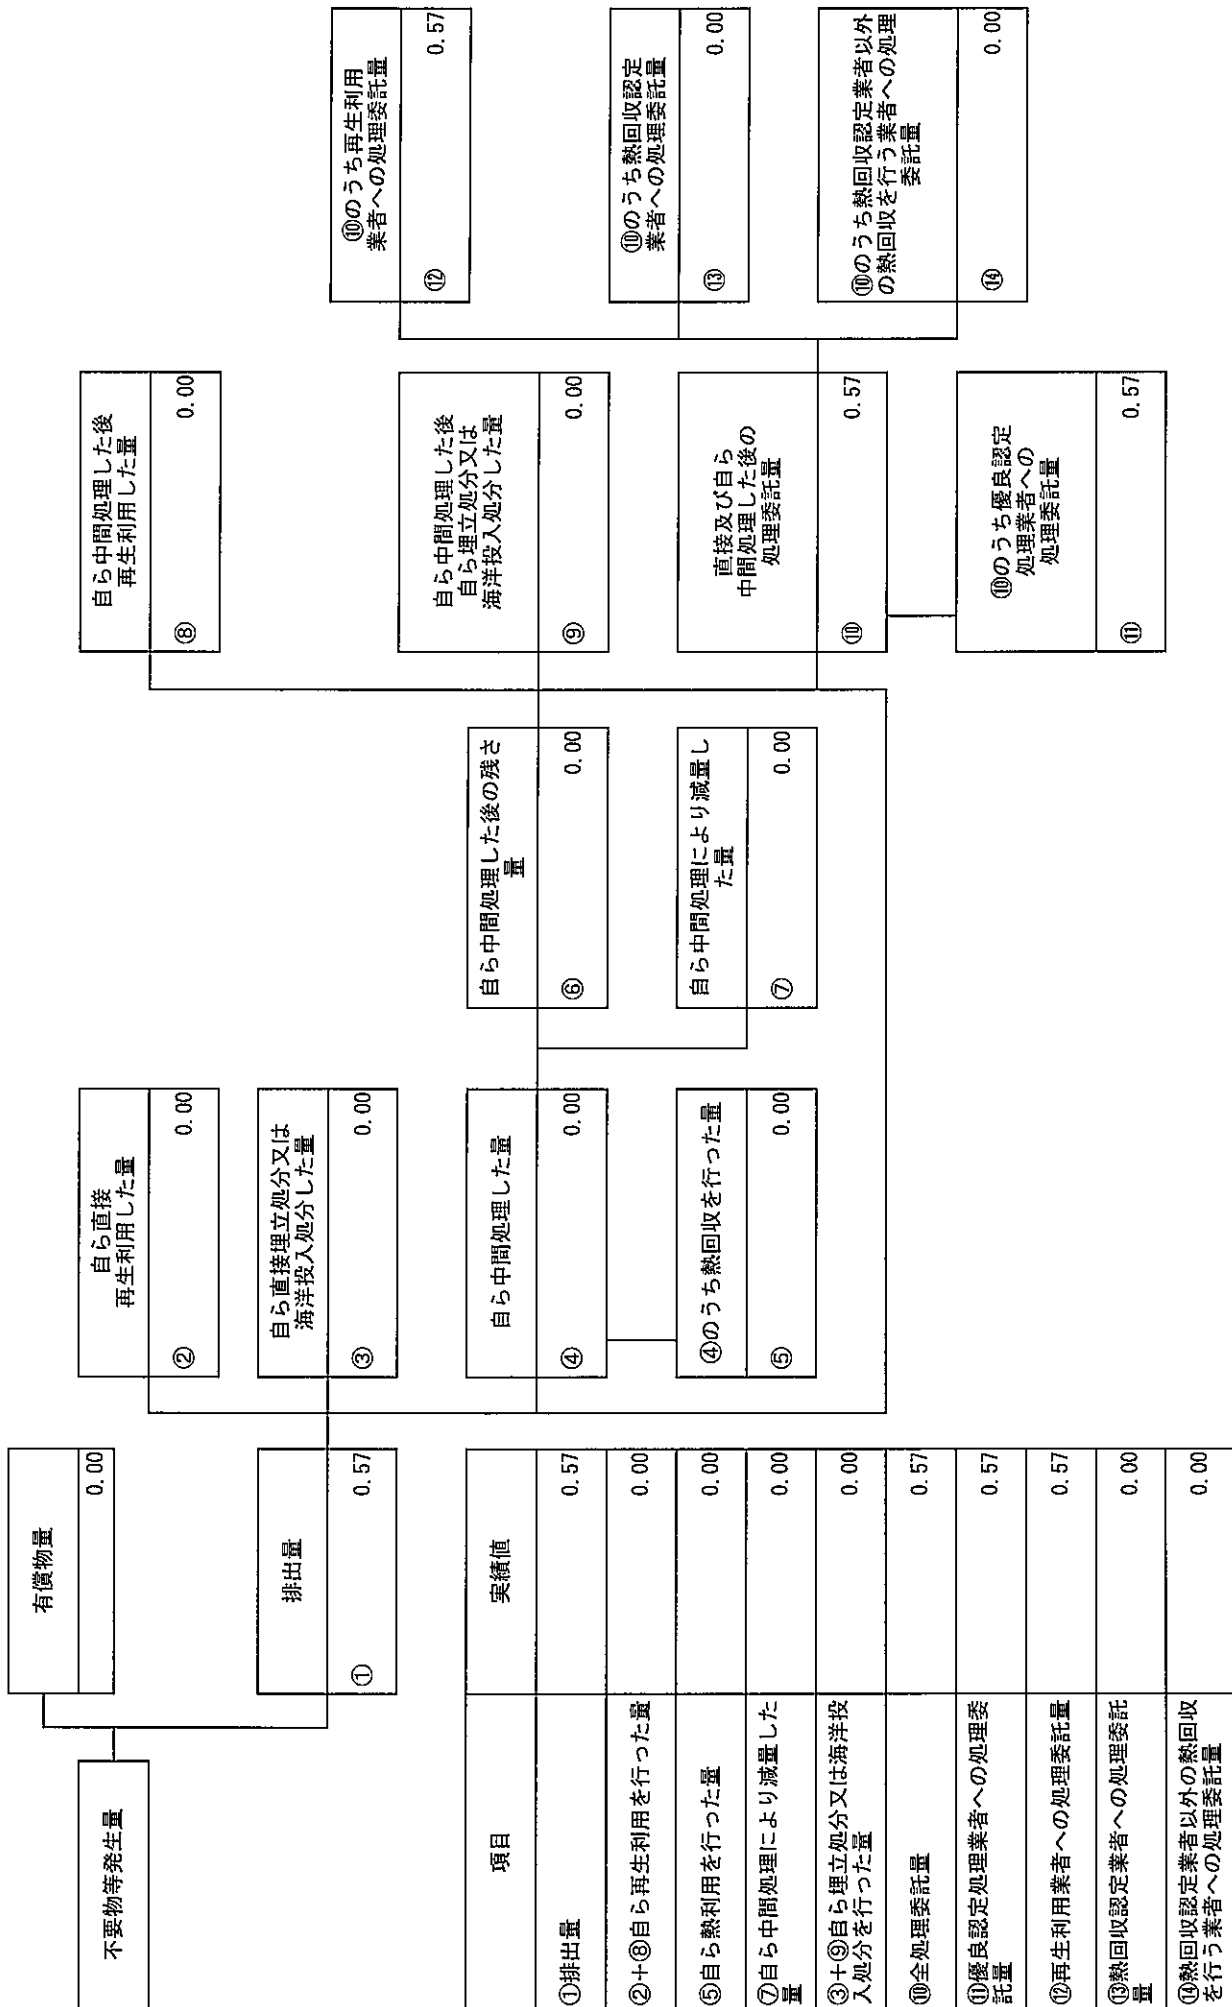 不要物等発生量
有償物量
0.00
排出量
① 0.57
自ら直接
再生利用した量
② 0.00
自ら直接埋立処分又は
海洋投入処分した量
③ 0.00
自ら中間処理した量
④ 0.00
④のうち熱回収を行った量
⑤ 0.00
自ら中間処理した後の残さ
量
⑥ 0.00
自ら中間処理により減量し
た量
⑦ 0.00
自ら中間処理した後
再生利用した量
⑧ 0.00
自ら中間処理した後
自ら埋立処分又は
海洋投入処分した量
⑨ 0.00
直接及び自ら
中間処理した後の
処理委託量
⑩ 0.57
⑩のうち優良認定
処理業者への
処理委託量
⑪ 0.57
⑩のうち再生利用
業者への処理委託量
⑫ 0.57
⑩のうち熱回収認定
業者への処理委託量
⑬ 0.00
⑩のうち熱回収認定業者以外
の熱回収を行う業者への処理
委託量
⑭ 0.00
項目 実績値
①排出量 0.57
②+⑧自ら再生利用を行った量 0.00
⑤自ら熱利用を行った量 0.00
⑦自ら中間処理により減量した
量 0.00
③+⑨自ら埋立処分又は海洋投
入処分を行った量 0.00
⑩全処理委託量 0.57
⑪優良認定処理業者への処理委
託量 0.57
⑫再生利用業者への処理委託量 0.57
⑬熱回収認定業者への処理委託
量 0.00
⑭熱回収認定業者以外の熱回収
を行う業者への処理委託量 0.00